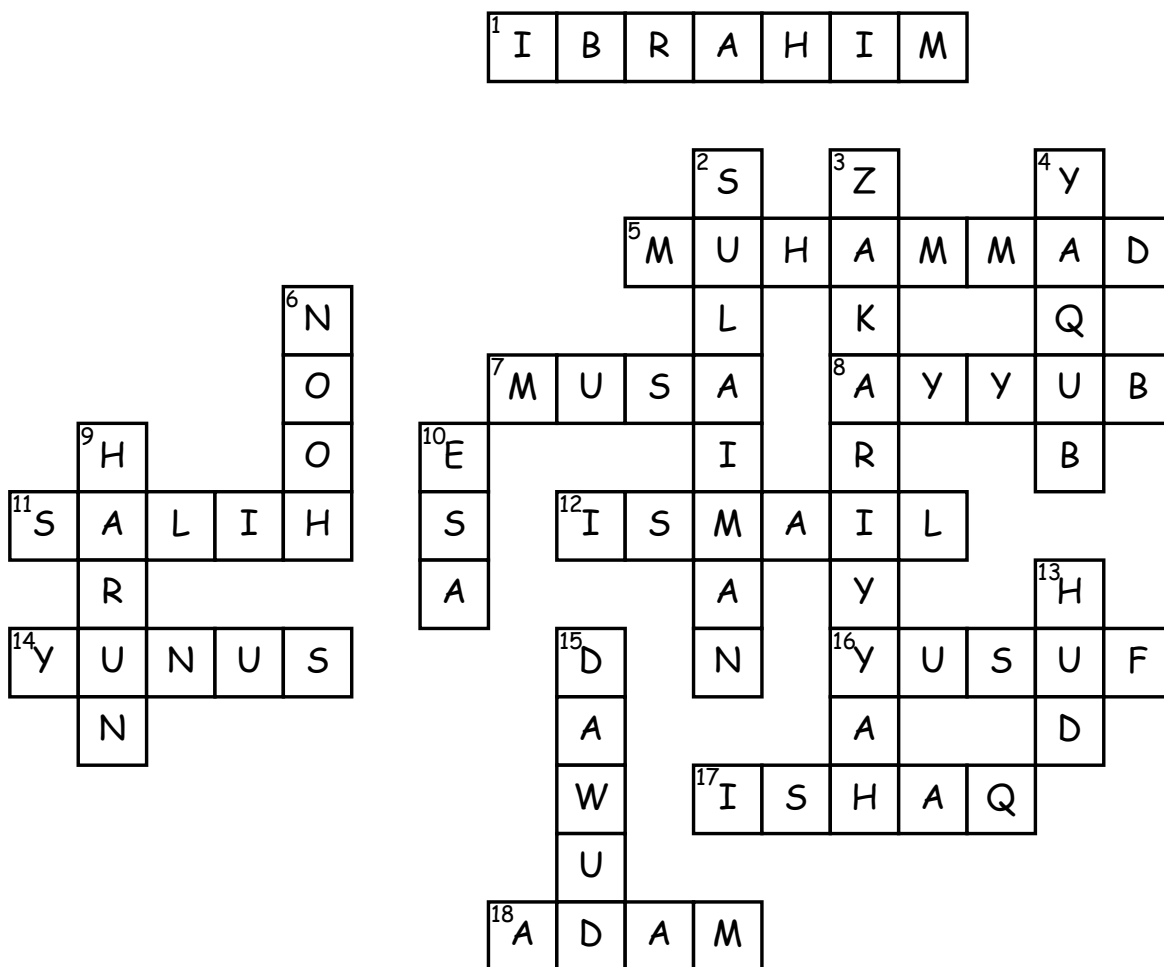 1 I B R A H I M
2 S 3 Z 4 Y
5 M U H A M M A D
6 N L K Q
O 7 M U S A 8 A Y Y U B
9 H O 10 E I R B
11 S A L I H S 12 I S M A I L
R A A Y 13 H
14 Y U N U S 15 D N 16 Y U S U F
N A A D
W 17 I S H A Q
U
18 A D A M